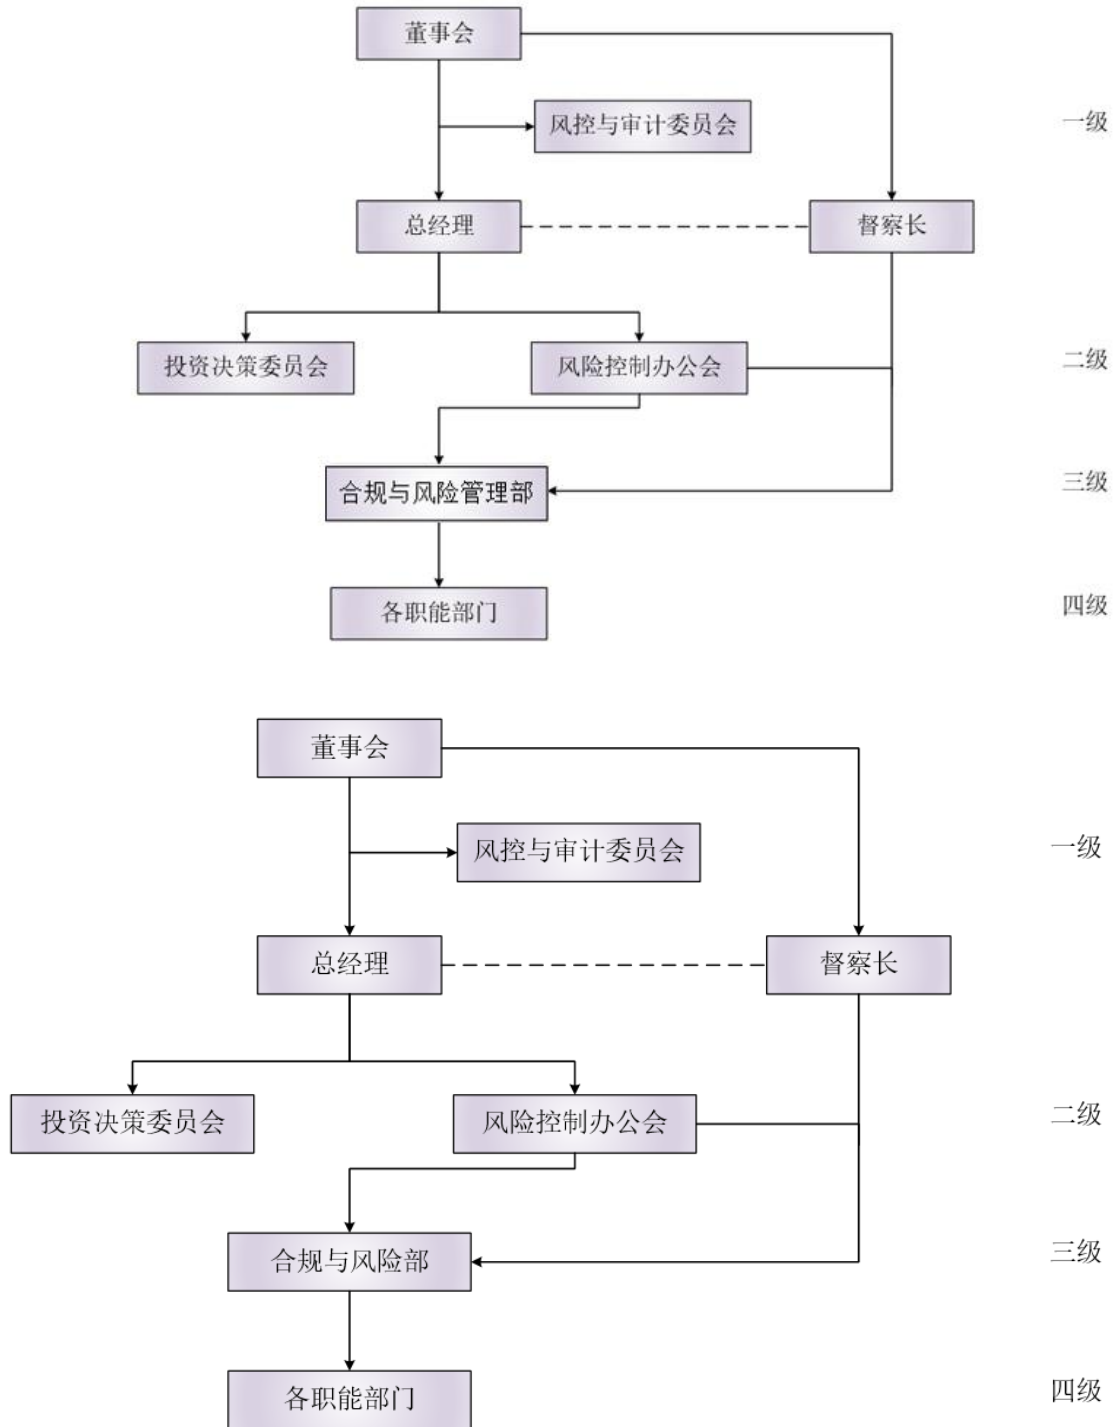 董事会
风控与审计委员会
一级
总经理
督察长
投资决策委员会
风险控制办公会
二级
合规与风险管理部
三级
各职能部门
四级
董事会
风控与审计委员会
一级
总经理
督察长
投资决策委员会
风险控制办公会
二级
合规与风险部
三级
各职能部门
四级